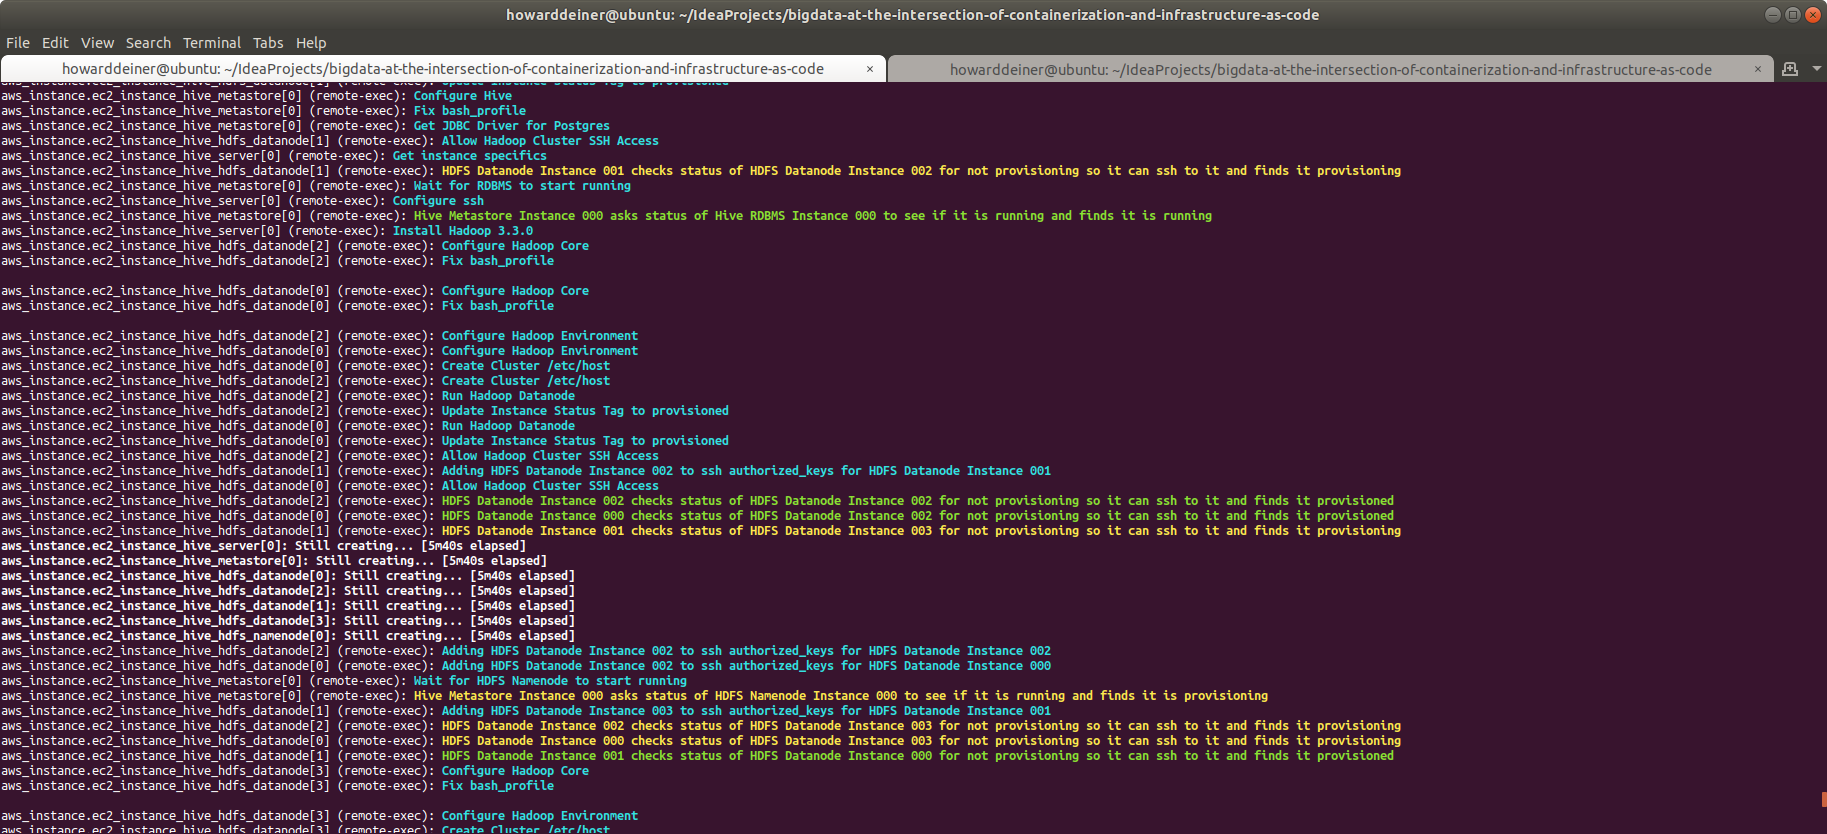 howarddeiner@ubuntu: ~/IdeaProjects/bigdata-at-the-intersection-of-containerization-and-infrastructure-as-code
File Edit View Search Terminal Tabs Help
howarddeiner@ubuntu: ~/IdeaProjects/bigdata-at-the-intersection-of-containerization-and-infrastructure-as-code × howarddeiner@ubuntu: ~/IdeaProjects/bigdata-at-the-intersection-of-containerization-and-infrastructure-as-code ×
aws_instance.ec2_instance_hive_hdfs_datanode[1] (remote-exec): Update Instance Status Tag to provisioned
aws_instance.ec2_instance_hive_metastore[0] (remote-exec): Configure Hive
aws_instance.ec2_instance_hive_metastore[0] (remote-exec): Fix bash_profile
aws_instance.ec2_instance_hive_metastore[0] (remote-exec): Get JDBC Driver for Postgres
aws_instance.ec2_instance_hive_hdfs_datanode[1] (remote-exec): Allow Hadoop Cluster SSH Access
aws_instance.ec2_instance_hive_server[0] (remote-exec): Get instance specifics
aws_instance.ec2_instance_hive_hdfs_datanode[1] (remote-exec): HDFS Datanode Instance 001 checks status of HDFS Datanode Instance 002 for not provisioning so it can ssh to it and finds it provisioning
aws_instance.ec2_instance_hive_metastore[0] (remote-exec): Wait for RDBMS to start running
aws_instance.ec2_instance_hive_server[0] (remote-exec): Configure ssh
aws_instance.ec2_instance_hive_metastore[0] (remote-exec): Hive Metastore Instance 000 asks status of Hive RDBMS Instance 000 to see if it is running and finds it is running
aws_instance.ec2_instance_hive_server[0] (remote-exec): Install Hadoop 3.3.0
aws_instance.ec2_instance_hive_hdfs_datanode[2] (remote-exec): Configure Hadoop Core
aws_instance.ec2_instance_hive_hdfs_datanode[2] (remote-exec): Fix bash_profile
aws_instance.ec2_instance_hive_hdfs_datanode[0] (remote-exec): Configure Hadoop Core
aws_instance.ec2_instance_hive_hdfs_datanode[0] (remote-exec): Fix bash_profile
aws_instance.ec2_instance_hive_hdfs_datanode[2] (remote-exec): Configure Hadoop Environment
aws_instance.ec2_instance_hive_hdfs_datanode[0] (remote-exec): Configure Hadoop Environment
aws_instance.ec2_instance_hive_hdfs_datanode[0] (remote-exec): Create Cluster /etc/host
aws_instance.ec2_instance_hive_hdfs_datanode[2] (remote-exec): Create Cluster /etc/host
aws_instance.ec2_instance_hive_hdfs_datanode[2] (remote-exec): Run Hadoop Datanode
aws_instance.ec2_instance_hive_hdfs_datanode[2] (remote-exec): Update Instance Status Tag to provisioned
aws_instance.ec2_instance_hive_hdfs_datanode[0] (remote-exec): Run Hadoop Datanode
aws_instance.ec2_instance_hive_hdfs_datanode[0] (remote-exec): Update Instance Status Tag to provisioned
aws_instance.ec2_instance_hive_hdfs_datanode[2] (remote-exec): Allow Hadoop Cluster SSH Access
aws_instance.ec2_instance_hive_hdfs_datanode[1] (remote-exec): Adding HDFS Datanode Instance 002 to ssh authorized_keys for HDFS Datanode Instance 001
aws_instance.ec2_instance_hive_hdfs_datanode[0] (remote-exec): Allow Hadoop Cluster SSH Access
aws_instance.ec2_instance_hive_hdfs_datanode[2] (remote-exec): HDFS Datanode Instance 002 checks status of HDFS Datanode Instance 002 for not provisioning so it can ssh to it and finds it provisioned
aws_instance.ec2_instance_hive_hdfs_datanode[0] (remote-exec): HDFS Datanode Instance 000 checks status of HDFS Datanode Instance 002 for not provisioning so it can ssh to it and finds it provisioned
aws_instance.ec2_instance_hive_hdfs_datanode[1] (remote-exec): HDFS Datanode Instance 001 checks status of HDFS Datanode Instance 003 for not provisioning so it can ssh to it and finds it provisioning
aws_instance.ec2_instance_hive_server[0]: Still creating... [5m40s elapsed]
aws_instance.ec2_instance_hive_metastore[0]: Still creating... [5m40s elapsed]
aws_instance.ec2_instance_hive_hdfs_datanode[0]: Still creating... [5m40s elapsed]
aws_instance.ec2_instance_hive_hdfs_datanode[2]: Still creating... [5m40s elapsed]
aws_instance.ec2_instance_hive_hdfs_datanode[1]: Still creating... [5m40s elapsed]
aws_instance.ec2_instance_hive_hdfs_datanode[3]: Still creating... [5m40s elapsed]
aws_instance.ec2_instance_hive_hdfs_namenode[0]: Still creating... [5m40s elapsed]
aws_instance.ec2_instance_hive_hdfs_datanode[2] (remote-exec): Adding HDFS Datanode Instance 002 to ssh authorized_keys for HDFS Datanode Instance 002
aws_instance.ec2_instance_hive_hdfs_datanode[0] (remote-exec): Adding HDFS Datanode Instance 002 to ssh authorized_keys for HDFS Datanode Instance 000
aws_instance.ec2_instance_hive_metastore[0] (remote-exec): Wait for HDFS Namenode to start running
aws_instance.ec2_instance_hive_metastore[0] (remote-exec): Hive Metastore Instance 000 asks status of HDFS Namenode Instance 000 to see if it is running and finds it is provisioning
aws_instance.ec2_instance_hive_hdfs_datanode[1] (remote-exec): Adding HDFS Datanode Instance 003 to ssh authorized_keys for HDFS Datanode Instance 001
aws_instance.ec2_instance_hive_hdfs_datanode[2] (remote-exec): HDFS Datanode Instance 002 checks status of HDFS Datanode Instance 003 for not provisioning so it can ssh to it and finds it provisioning
aws_instance.ec2_instance_hive_hdfs_datanode[0] (remote-exec): HDFS Datanode Instance 000 checks status of HDFS Datanode Instance 003 for not provisioning so it can ssh to it and finds it provisioning
aws_instance.ec2_instance_hive_hdfs_datanode[1] (remote-exec): HDFS Datanode Instance 001 checks status of HDFS Datanode Instance 000 for not provisioning so it can ssh to it and finds it provisioned
aws_instance.ec2_instance_hive_hdfs_datanode[3] (remote-exec): Configure Hadoop Core
aws_instance.ec2_instance_hive_hdfs_datanode[3] (remote-exec): Fix bash_profile
aws_instance.ec2_instance_hive_hdfs_datanode[3] (remote-exec): Configure Hadoop Environment
aws_instance.ec2_instance_hive_hdfs_datanode[3] (remote-exec): Create Cluster /etc/host